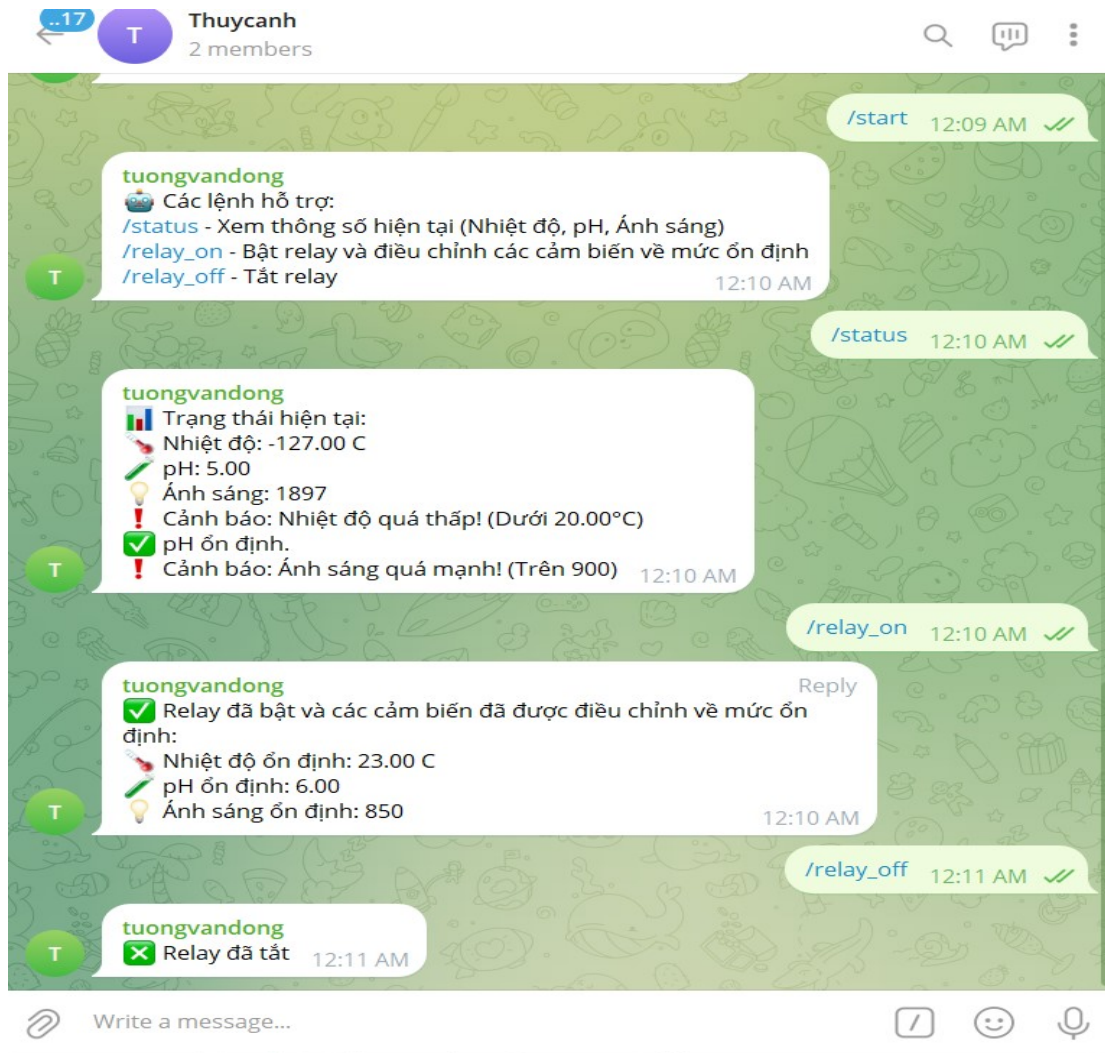 ..17
T
Thuycanh
2 members
/start 12:09 AM
tuongvandong
Các lệnh hỗ trợ:
/status - Xem thông số hiện tại (Nhiệt độ, pH, Ánh sáng)
/relay_on - Bật relay và điều chỉnh các cảm biến về mức ổn định
/relay_off - Tắt relay
12:10 AM
T
/status 12:10 AM
tuongvandong
Trạng thái hiện tại:
Nhiệt độ: -127.00 C
pH: 5.00
Ánh sáng: 1897
Cảnh báo: Nhiệt độ quá thấp! (Dưới 20.00°C)
pH ổn định.
Cảnh báo: Ánh sáng quá mạnh! (Trên 900) 12:10 AM
T
/relay_on 12:10 AM
tuongvandong Reply
Relay đã bật và các cảm biến đã được điều chỉnh về mức ổn
định:
Nhiệt độ ổn định: 23.00 C
pH ổn định: 6.00
Ánh sáng ổn định: 850
12:10 AM
T
/relay_off 12:11 AM
tuongvandong
Relay đã tắt 12:11 AM
T
Write a message...